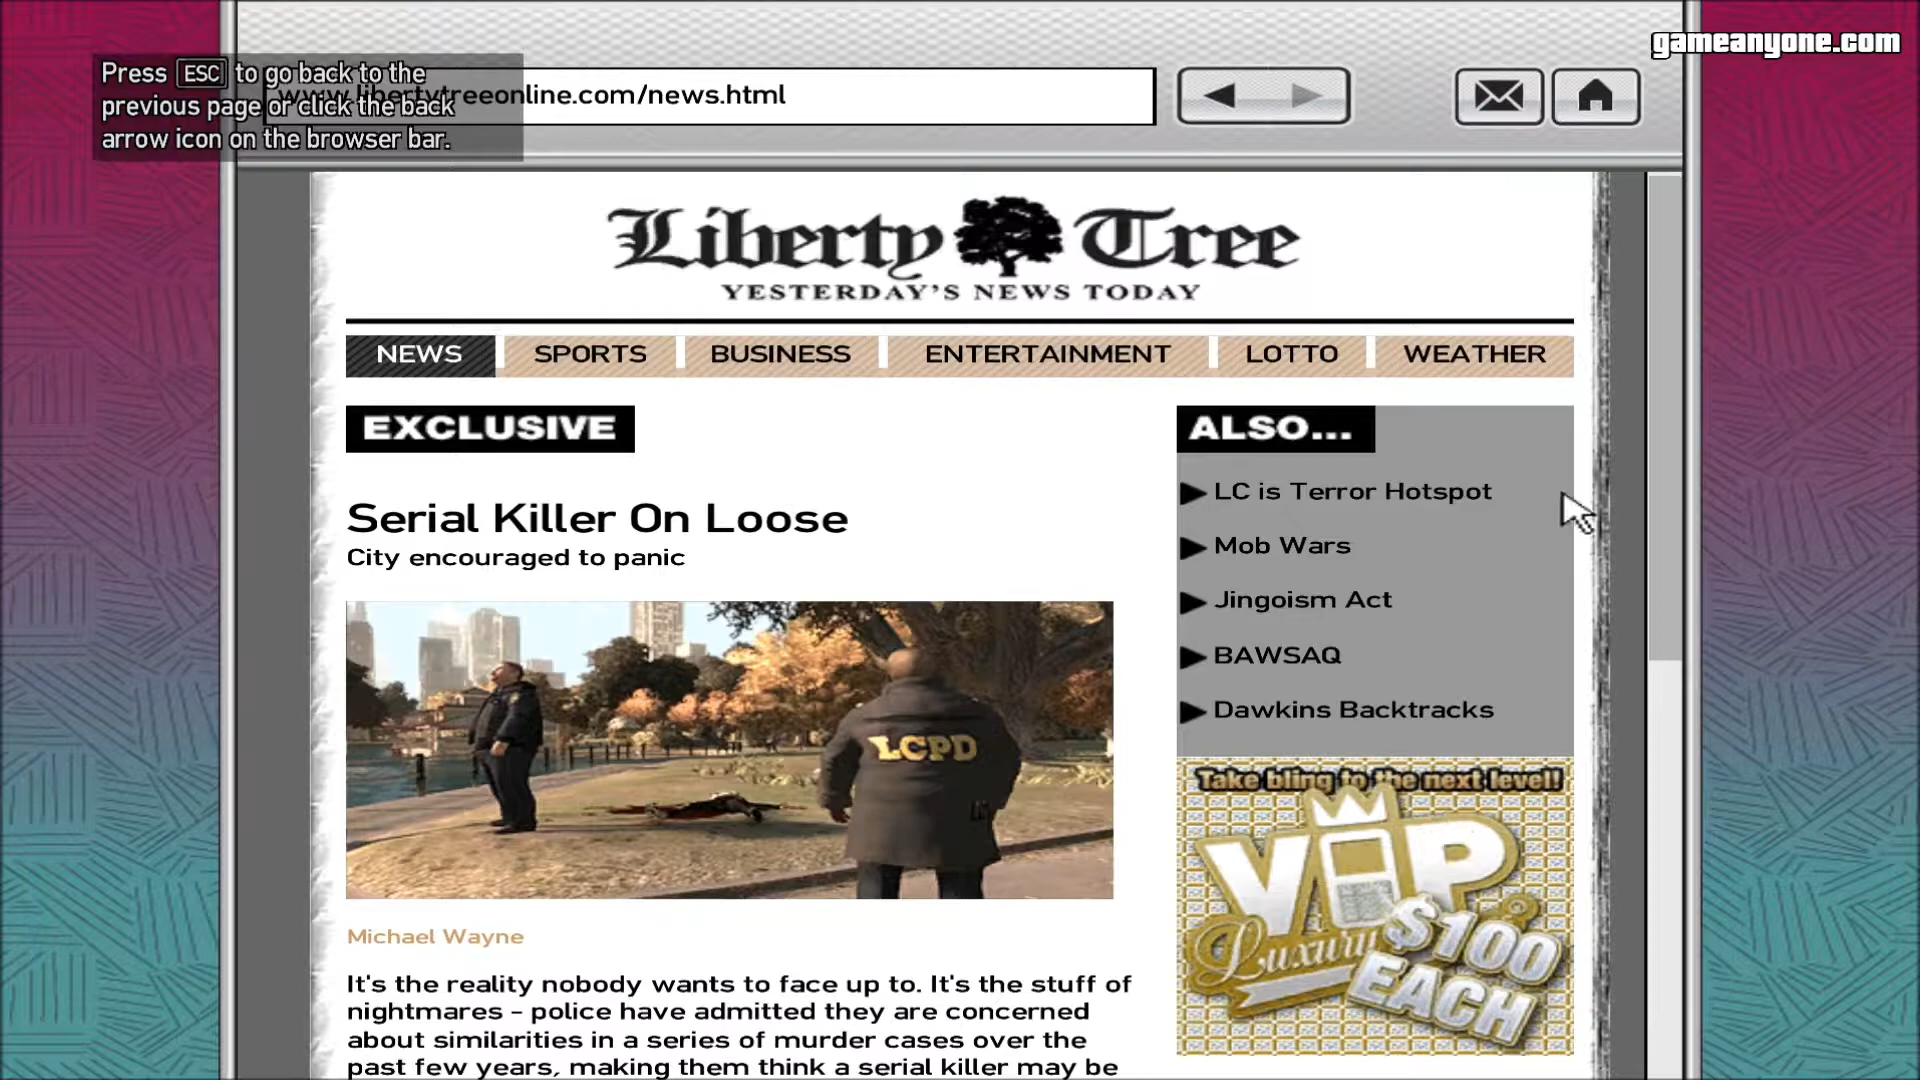 gameanyone.com
Press ESC to go back to the
previous page or click the back
arrow icon on the browser bar.
www.libertytreeonline.com/news.html
Liberty Tree
YESTERDAY'S NEWS TODAY
NEWS SPORTS BUSINESS ENTERTAINMENT LOTTO WEATHER
EXCLUSIVE
Serial Killer On Loose
City encouraged to panic
LCPD
Michael Wayne
It's the reality nobody wants to face up to. It's the stuff of
nightmares - police have admitted they are concerned
about similarities in a series of murder cases over the
past few years, making them think a serial killer may be
ALSO...
LC is Terror Hotspot
Mob Wars
Jingoism Act
BAWSAQ
Dawkins Backtracks
Take bling to the next level!
VIP
Luxury
$100
EACH